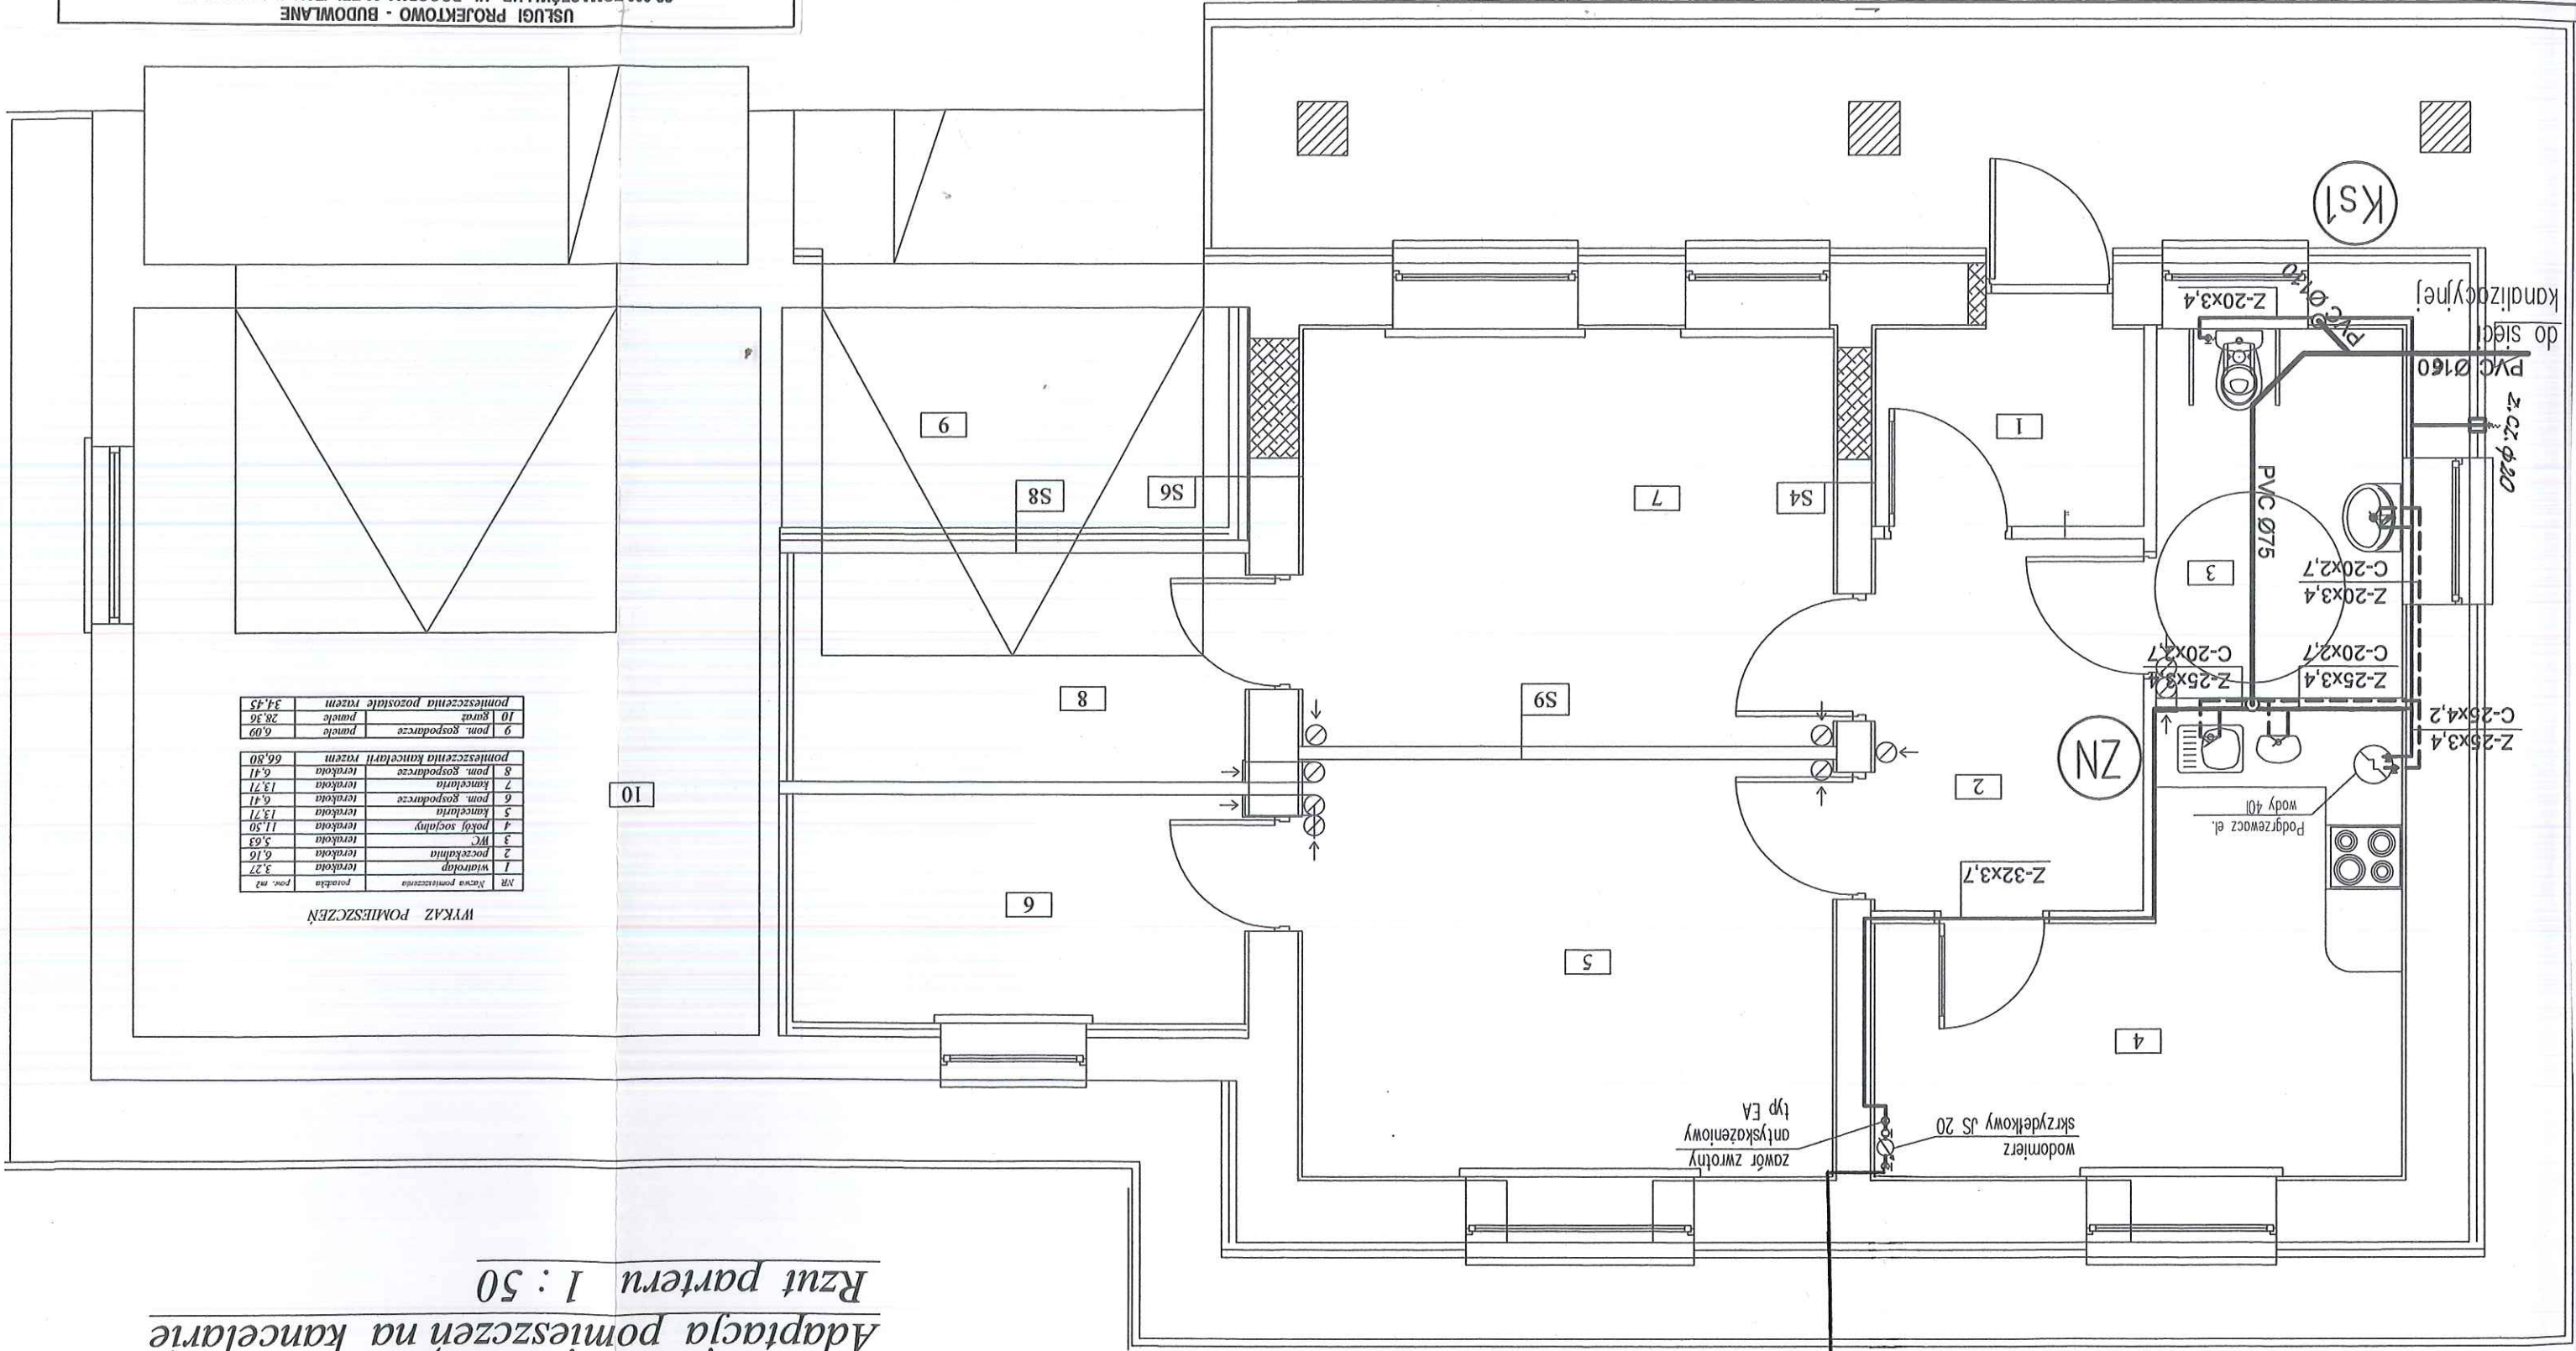 Adaptacja pomieszczeń na kancelarie
Rzut parteru 1 : 50
wodomierz
skrzydełkowy JS 20
zawór zwrotny
antyskażeniowy
typ EA
4
5
6
Z-32x3,7
2
ZN
Podgrzewacz el.
wody 40l
Z-25x3,4
C-25x4,2
Z-25x3,4
C-20x2,7
Z-25x3,4
C-20x2,7
Z-20x3,4
C-20x2,7
3
PVC Ø75
1
S4
7
S9
8
S6
S8
9
10
Z.CZ.φ20
PVC Ø160
do sieci
kanalizacyjnej
Z-20x3,4
KS1
WYKAZ POMIESZCZEŃ
NR Nazwa pomieszczenia posadzka pow. m2
1 wiatrołap terakota 3,27
2 poczekalnia terakota 6,16
3 WC terakota 5,63
4 pokój socjalny terakota 11,50
5 kancelaria terakota 13,71
6 pom. gospodarcze terakota 6,41
7 kancelaria terakota 13,71
8 pom. gospodarcze terakota 6,41
pomieszczenia kancelarii razem 66,80
9 pom. gospodarcze panele 6,09
10 garaż panele 28,36
pomieszczenia pozostałe razem 34,45
USŁUGI PROJEKTOWO - BUDOWLANE